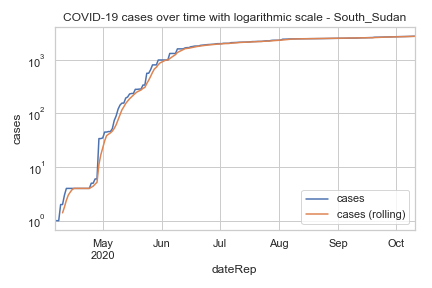 COVID-19 cases over time with logarithmic scale - South_Sudan
cases
10³
10²
10¹
10⁰
cases
cases (rolling)
May Jun Jul Aug Sep Oct
2020
dateRep